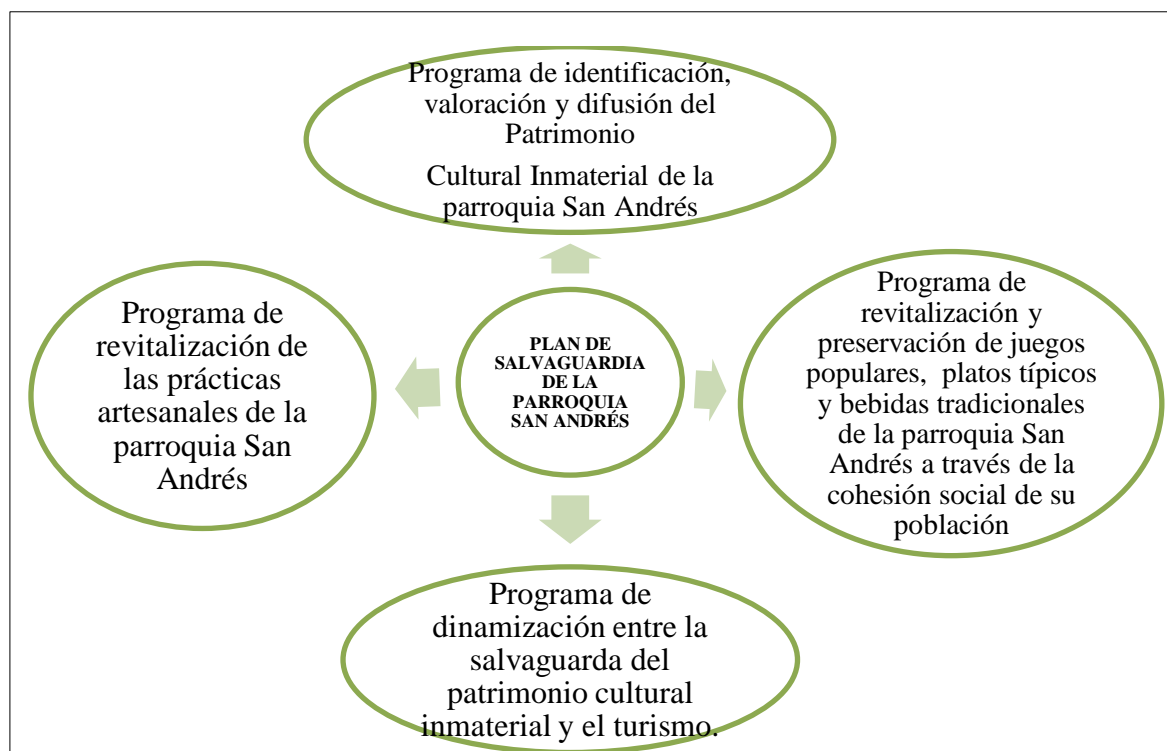 Programa de identificación,
valoración y difusión del
Patrimonio
Cultural Inmaterial de la
parroquia San Andrés
Programa de
revitalización de
las prácticas
artesanales de la
parroquia San
Andrés
PLAN DE
SALVAGUARDIA
DE LA
PARROQUIA
SAN ANDRÉS
Programa de
revitalización y
preservación de juegos
populares, platos típicos
y bebidas tradicionales
de la parroquia San
Andrés a través de la
cohesión social de su
población
Programa de
dinamización entre la
salvaguarda del
patrimonio cultural
inmaterial y el turismo.